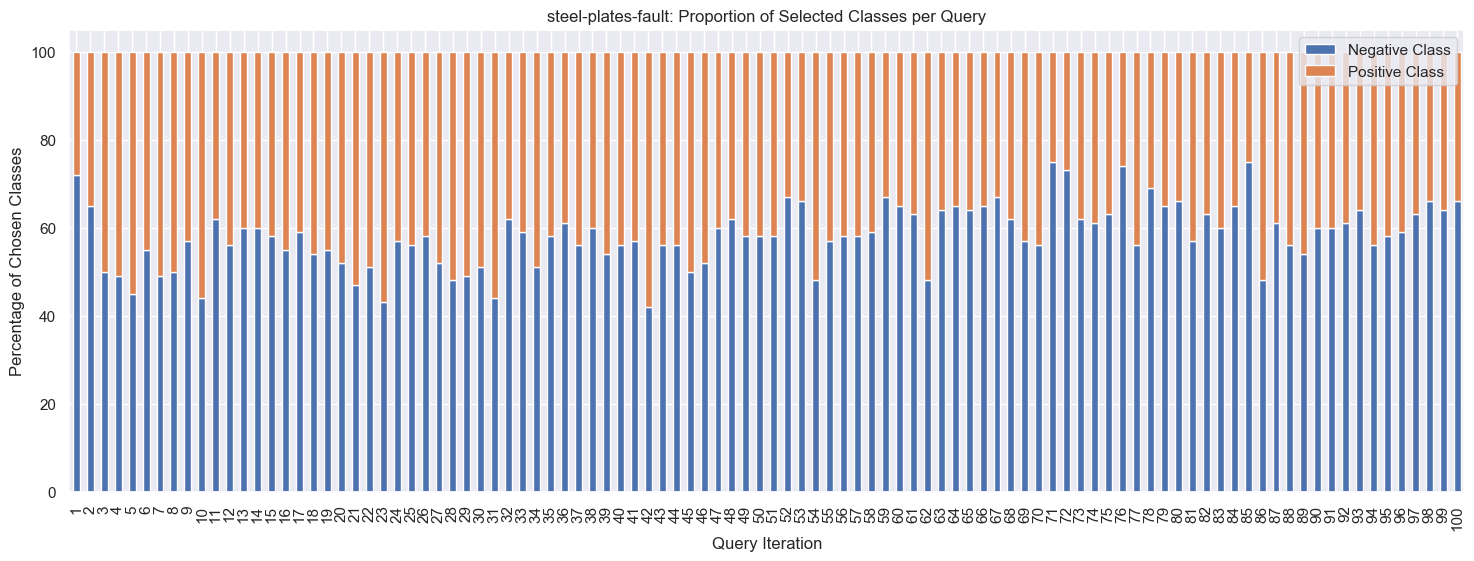 steel-plates-fault: Proportion of Selected Classes per Query
Negative Class
Positive Class
Percentage of Chosen Classes
100
80
60
40
20
0
1 2 3 4 5 6 7 8 9 10 11 12 13 14 15 16 17 18 19 20 21 22 23 24 25 26 27 28 29 30 31 32 33 34 35 36 37 38 39 40 41 42 43 44 45 46 47 48 49 50 51 52 53 54 55 56 57 58 59 60 61 62 63 64 65 66 67 68 69 70 71 72 73 74 75 76 77 78 79 80 81 82 83 84 85 86 87 88 89 90 91 92 93 94 95 96 97 98 99 100
Query Iteration